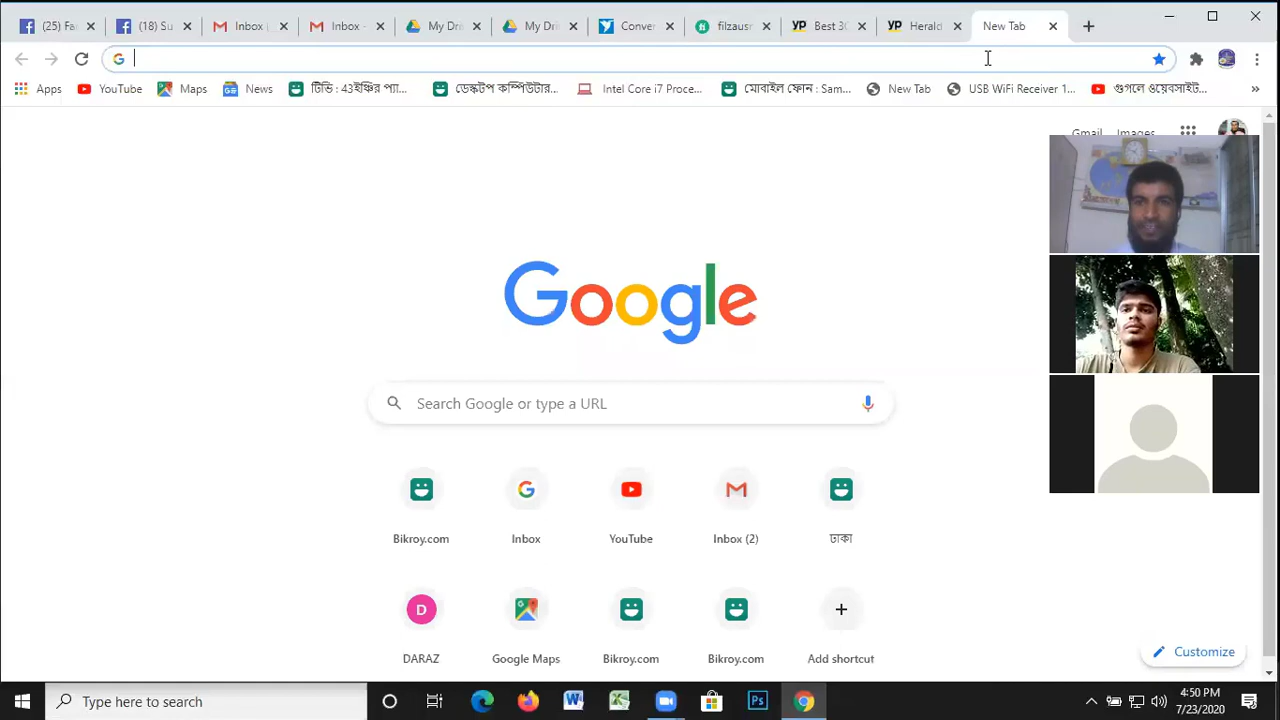 (25) Fa
(18) Su
Inbox (
Inbox -
My Dra
My Dri
Conver
filzausr
Best 3
Herald
New Tab
Apps
YouTube
Maps
News
টিভি : 43ইঞ্চির প্যা...
ডেস্কটপ কম্পিউটার...
Intel Core i7 Proce...
মোবাইল ফোন : Sam...
New Tab
USB WiFi Receiver 1...
গুগলে ওয়েবসাইট...
»
Gmail Images
Google
Search Google or type a URL
Bikroy.com
Inbox
YouTube
Inbox (2)
ঢাকা
D
DARAZ
Google Maps
Bikroy.com
Bikroy.com
Add shortcut
Customize
Type here to search
4:50 PM
7/23/2020